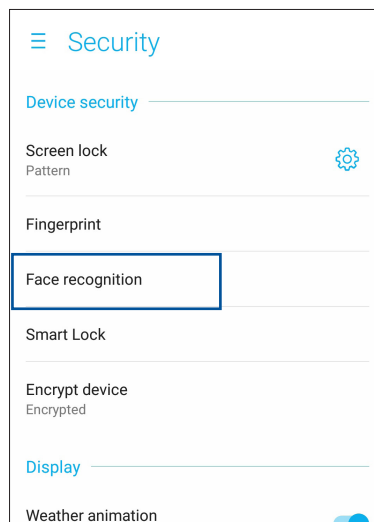 Security
Device security
Screen lock
Pattern
Fingerprint
Face recognition
Smart Lock
Encrypt device
Encrypted
Display
Weather animation